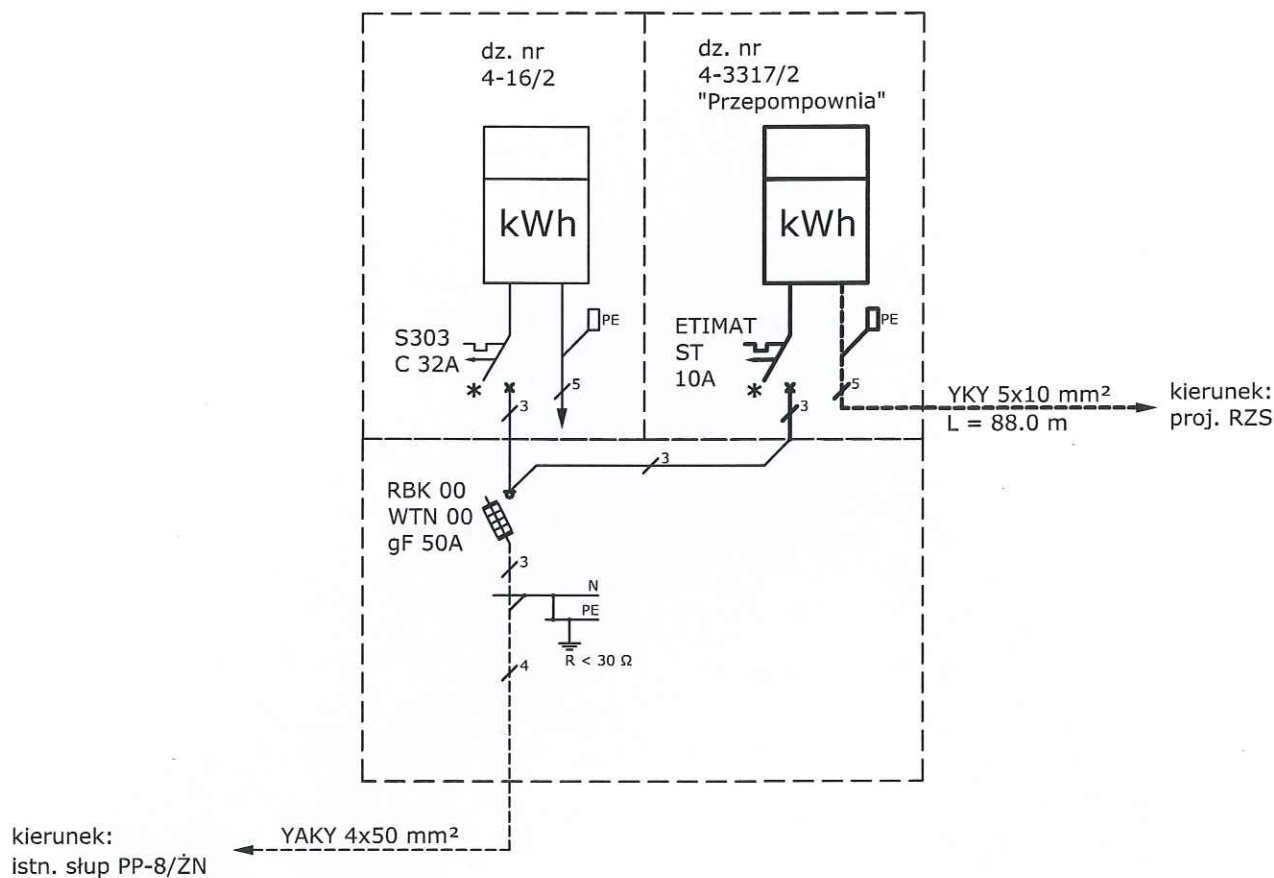 dz. nr
4-16/2
dz. nr
4-3317/2
"Przepompownia"
kWh
kWh
S303
C 32A
PE
ETIMAT
ST
10A
PE
*
*
3
5
3
5
YKY 5x10 mm²
L = 88.0 m
kierunek:
proj. RZS
3
RBK 00
WTN 00
gF 50A
3
N
PE
R < 30 Ω
4
kierunek:
istn. słup PP-8/ŻN
YAKY 4x50 mm²